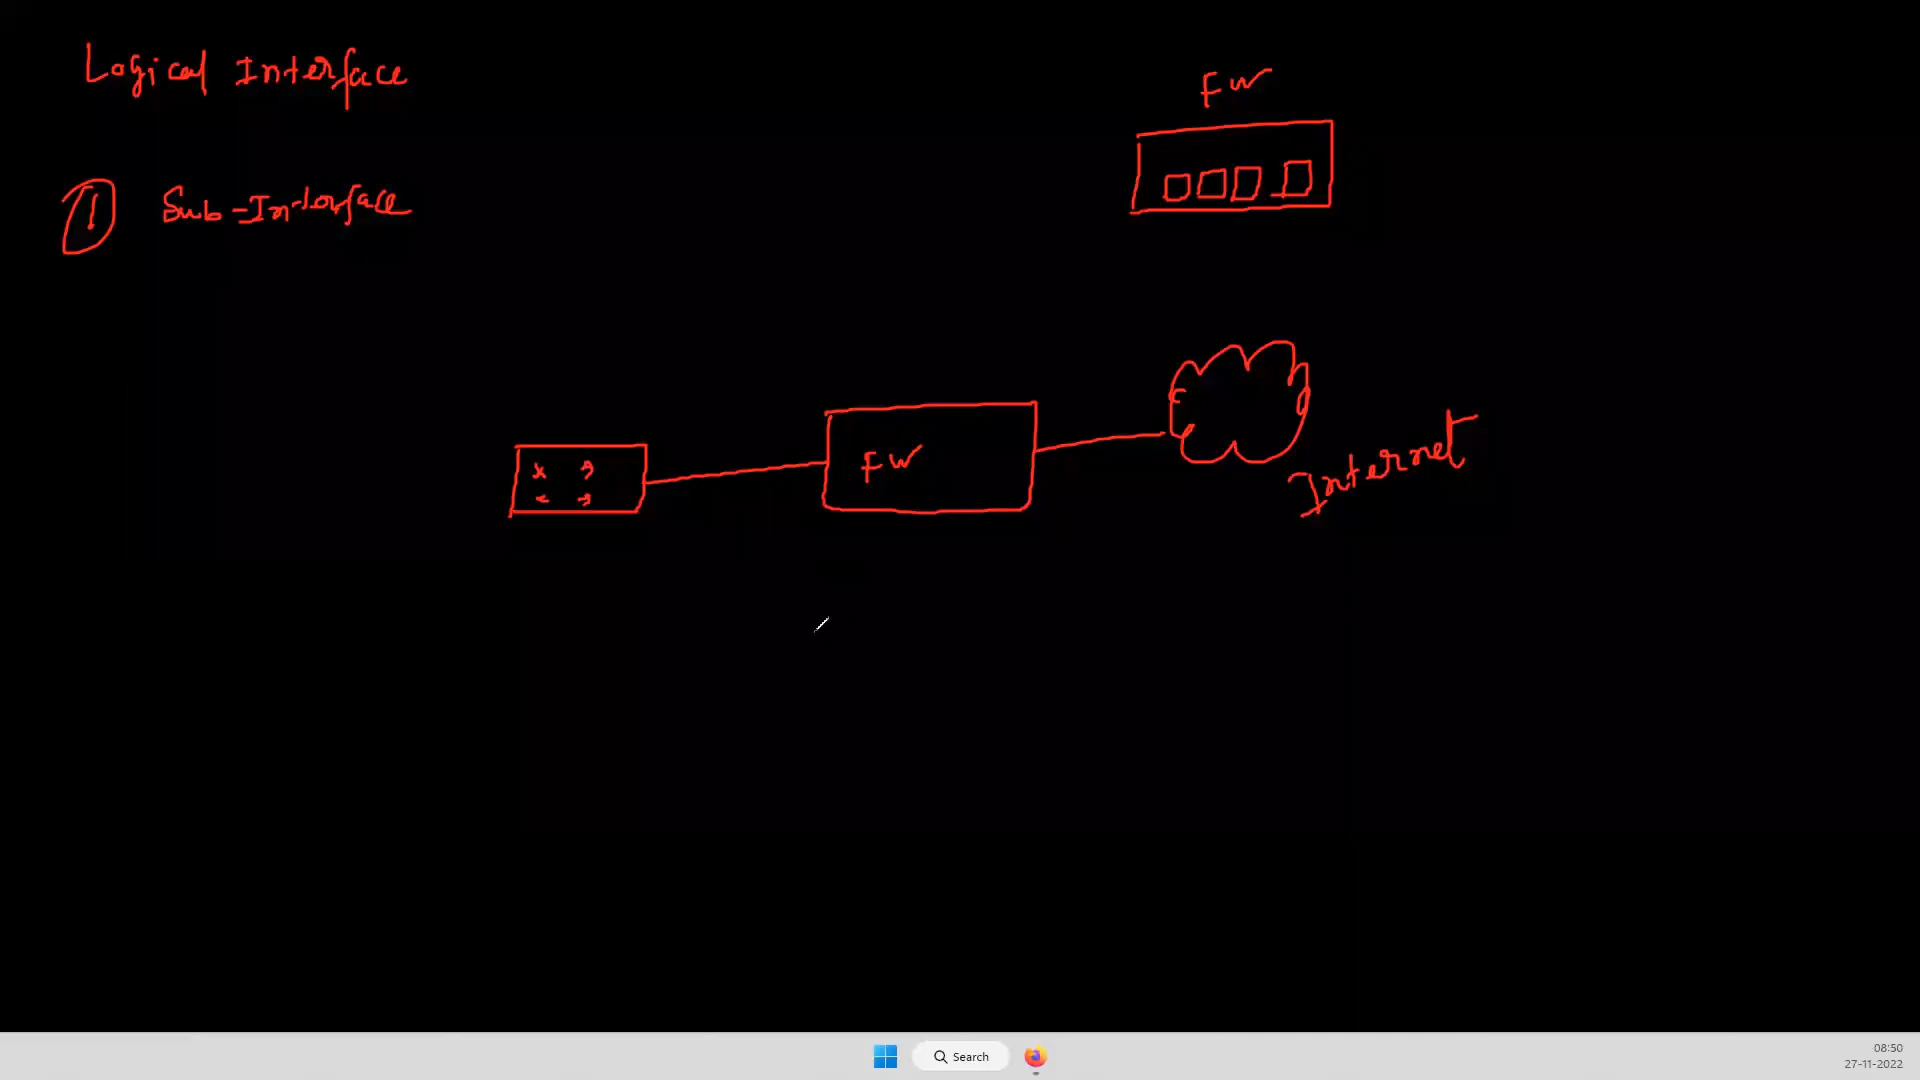 Logical Interface
FW
1 Sub-Interface
FW
Internet
Search
08:50
27-11-2022